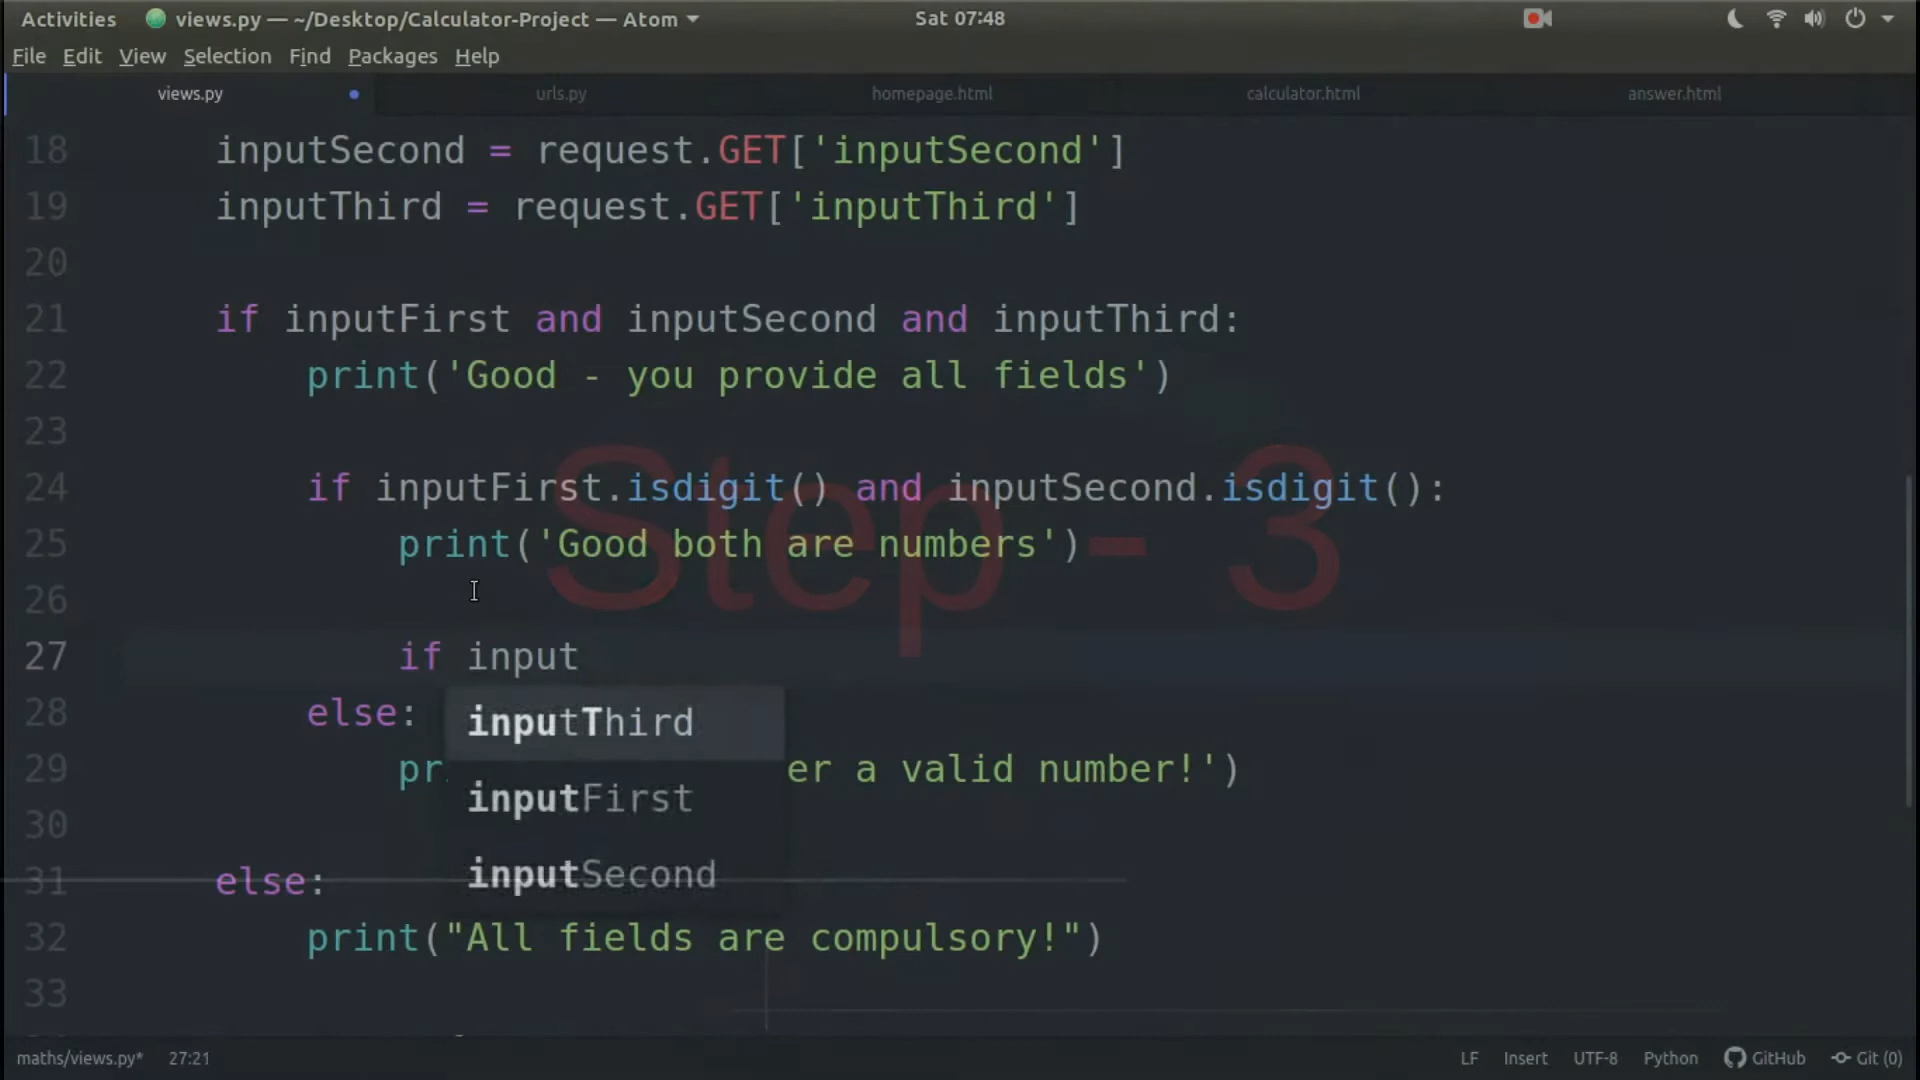 Activities views.py — ~/Desktop/Calculator-Project — Atom Sat 07:48
File Edit View Selection Find Packages Help
views.py urls.py homepage.html calculator.html answer.html
18 inputSecond = request.GET['inputSecond']
19 inputThird = request.GET['inputThird']
20
21 if inputFirst and inputSecond and inputThird:
22 print('Good - you provide all fields')
23
24 if inputFirst.isdigit() and inputSecond.isdigit():
25 print('Good both are numbers')
Step - 3
26
27 if input
28 else:
inputThird
29 pr er a valid number!')
inputFirst
30
inputSecond
31 else:
32 print("All fields are compulsory!")
33
maths/views.py* 27:21 LF Insert UTF-8 Python GitHub Git (0)